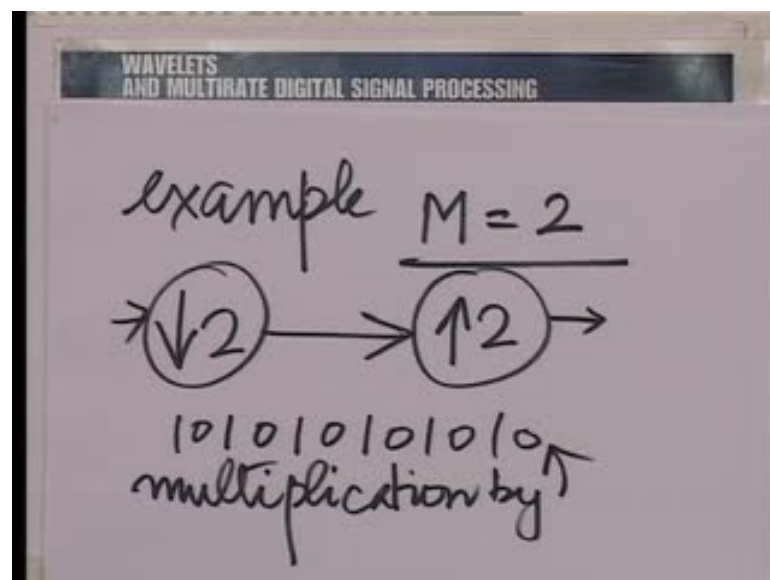 WAVELETS
AND MULTIRATE DIGITAL SIGNAL PROCESSING
example M = 2
↓2 ↑2
1010101010
multiplication by